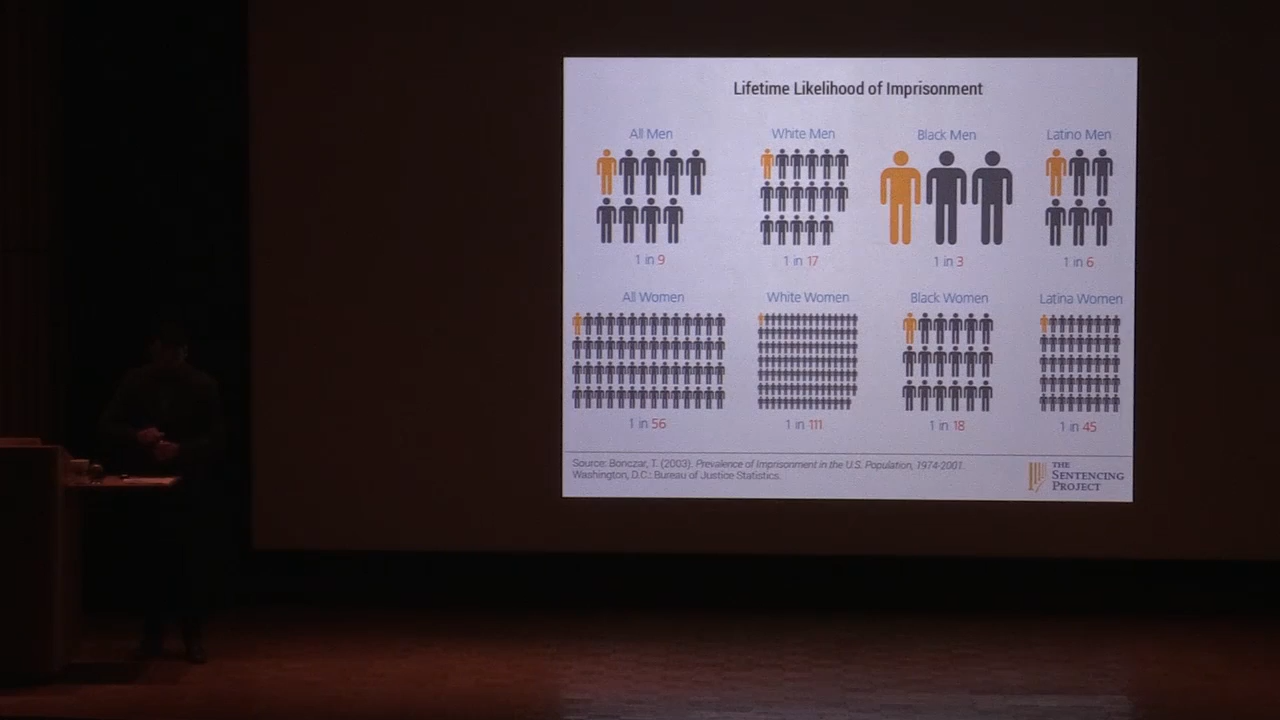 Lifetime Likelihood of Imprisonment
All Men
White Men
Black Men
Latino Men
1 in 9
1 in 17
1 in 3
1 in 6
All Women
White Women
Black Women
Latina Women
1 in 56
1 in 111
1 in 18
1 in 45
Source: Bonczar, T. (2003). Prevalence of Imprisonment in the U.S. Population, 1974-2001.
Washington, D.C.: Bureau of Justice Statistics.
THE
SENTENCING
PROJECT